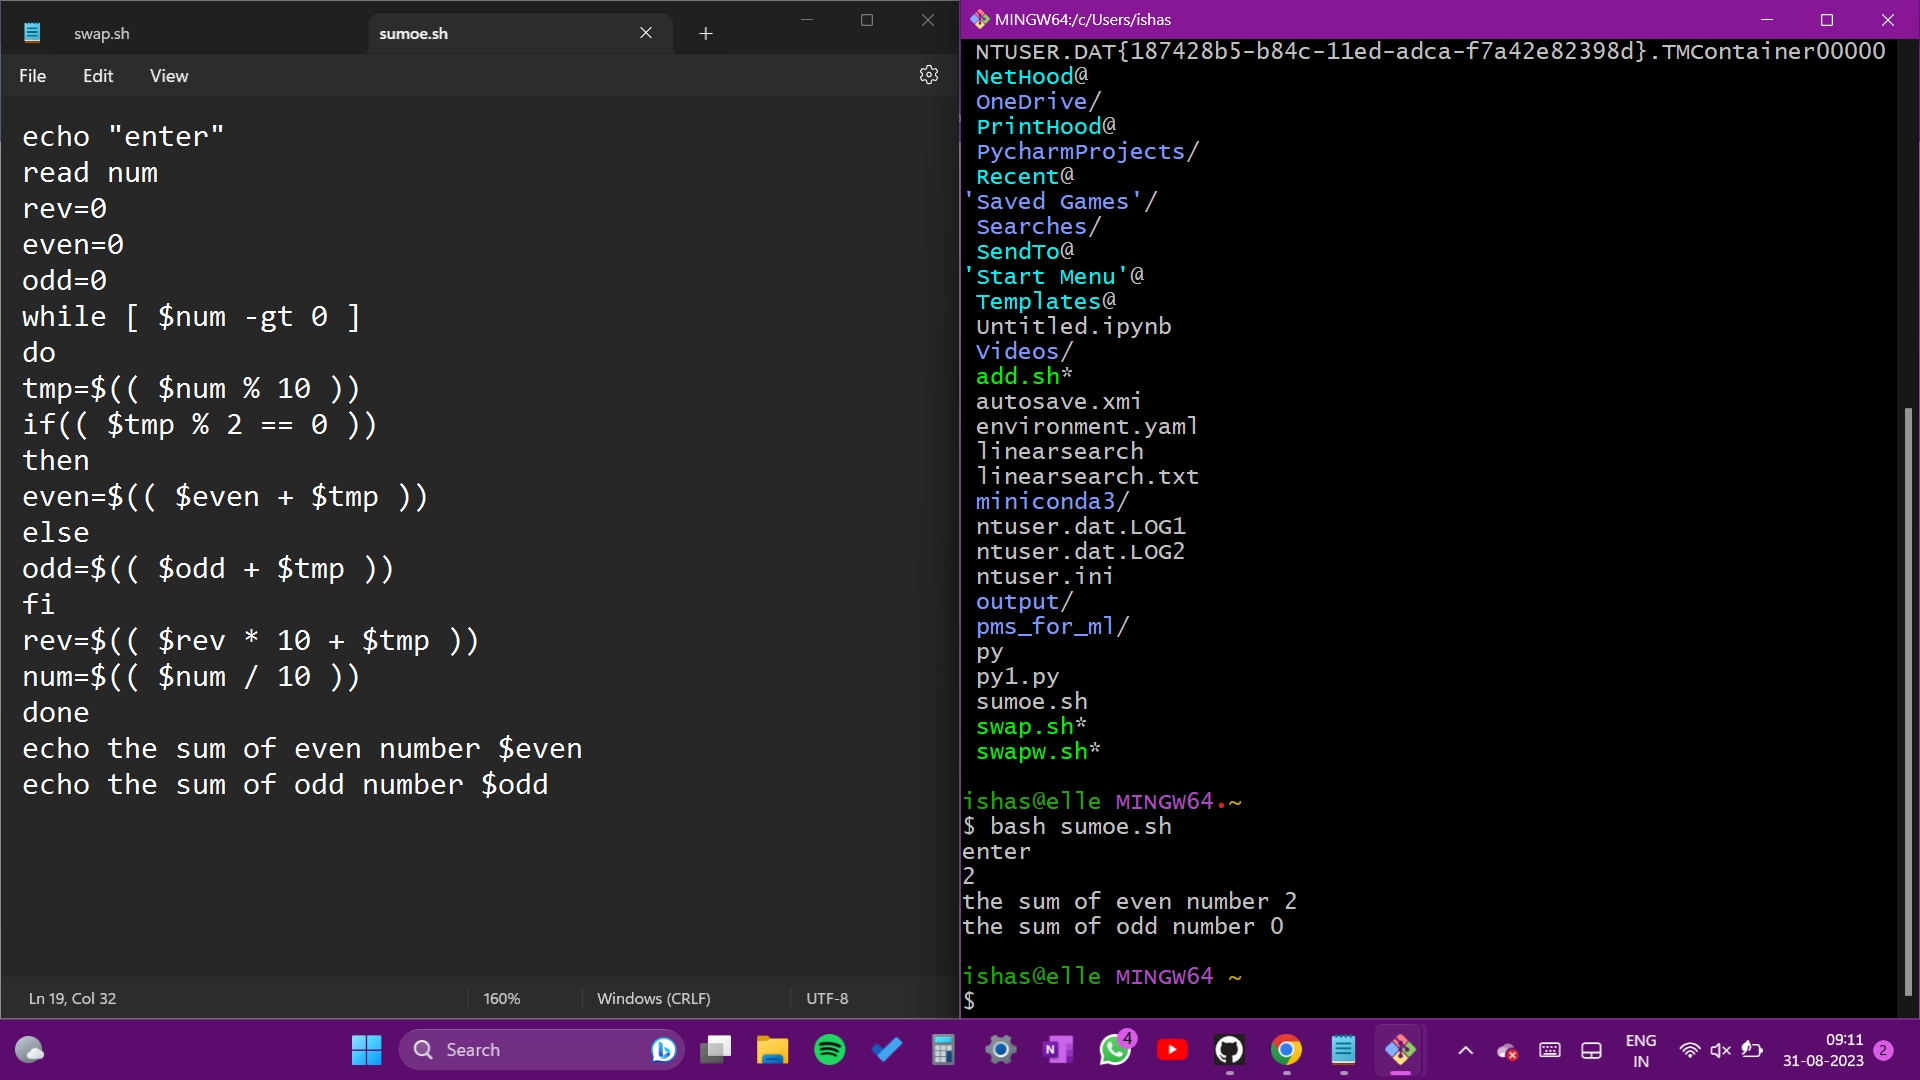 swap.sh
sumoe.sh
File Edit View
echo "enter"
read num
rev=0
even=0
odd=0
while [ $num -gt 0 ]
do
tmp=$(( $num % 10 ))
if(( $tmp % 2 == 0 ))
then
even=$(( $even + $tmp ))
else
odd=$(( $odd + $tmp ))
fi
rev=$(( $rev * 10 + $tmp ))
num=$(( $num / 10 ))
done
echo the sum of even number $even
echo the sum of odd number $odd
Ln 19, Col 32 160% Windows (CRLF) UTF-8
MINGW64:/c/Users/ishas
NTUSER.DAT{187428b5-b84c-11ed-adca-f7a42e82398d}.TMContainer00000
NetHood@
OneDrive/
PrintHood@
PycharmProjects/
Recent@
'Saved Games'/
Searches/
SendTo@
'Start Menu'@
Templates@
Untitled.ipynb
Videos/
add.sh*
autosave.xmi
environment.yaml
linearsearch
linearsearch.txt
miniconda3/
ntuser.dat.LOG1
ntuser.dat.LOG2
ntuser.ini
output/
pms_for_ml/
py
py1.py
sumoe.sh
swap.sh*
swapw.sh*
ishas@elle MINGW64 ~
$ bash sumoe.sh
enter
2
the sum of even number 2
the sum of odd number 0
ishas@elle MINGW64 ~
$
Search
4
ENG
IN
09:11
31-08-2023
2